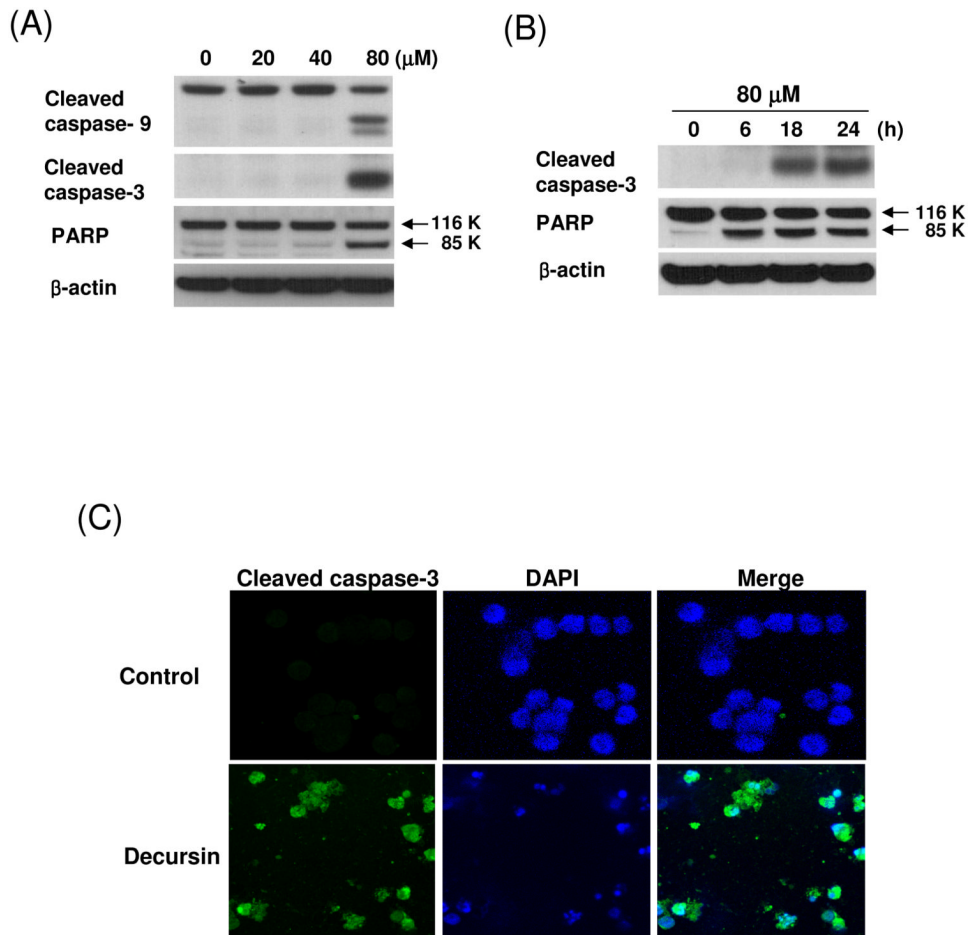 (A)
0 20 40 80 (μM)
Cleaved
caspase- 9
Cleaved
caspase-3
PARP
116 K
85 K
β-actin
(B)
80 μM
0 6 18 24 (h)
Cleaved
caspase-3
PARP
116 K
85 K
β-actin
(C)
Cleaved caspase-3 DAPI Merge
Control
Decursin